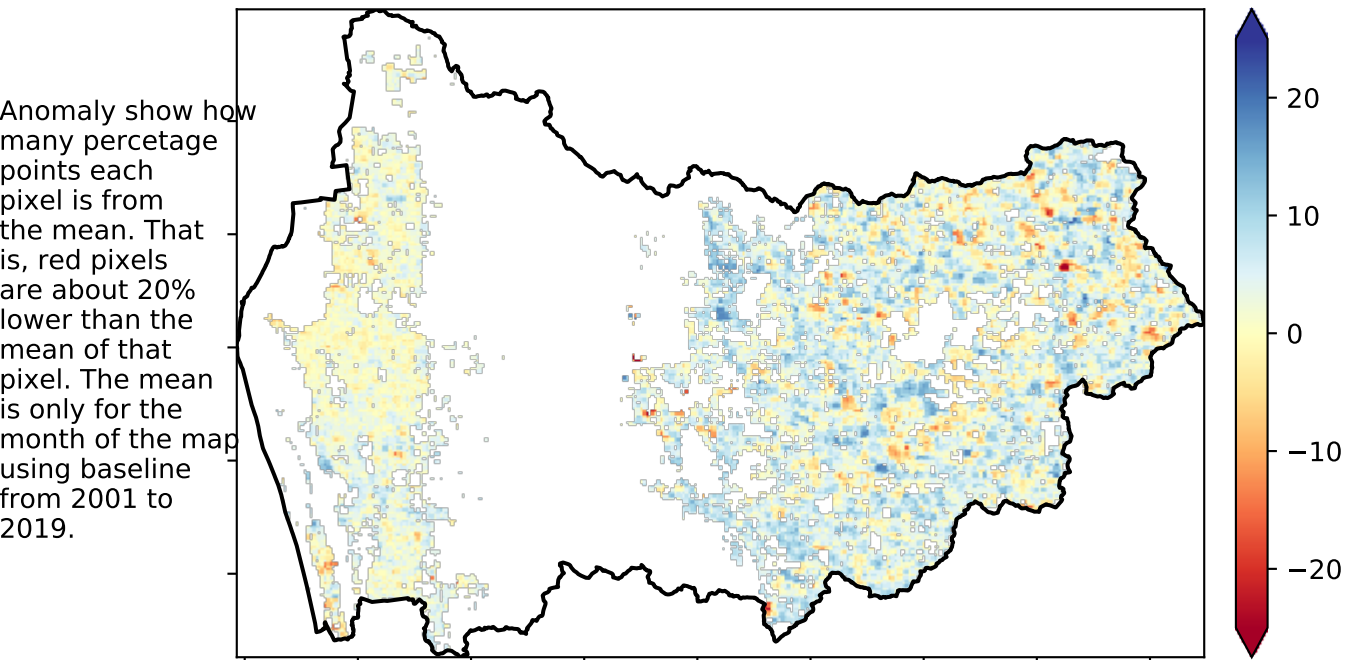 Anomaly show how
many percetage
points each
pixel is from
the mean. That
is, red pixels
are about 20%
lower than the
mean of that
pixel. The mean
is only for the
month of the map
using baseline
from 2001 to
2019.
20
10
0
−10
−20